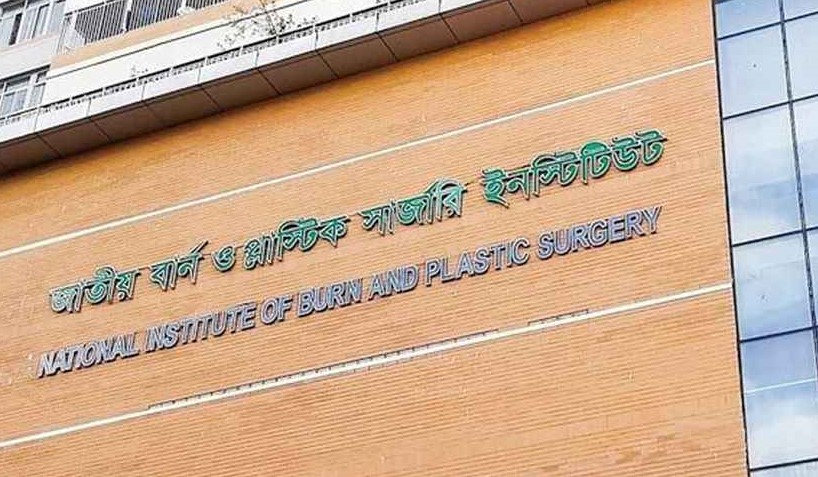 জাতীয় বার্ন ও প্লাস্টিক সার্জারি ইনস্টিটিউট
NATIONAL INSTITUTE OF BURN AND PLASTIC SURGERY